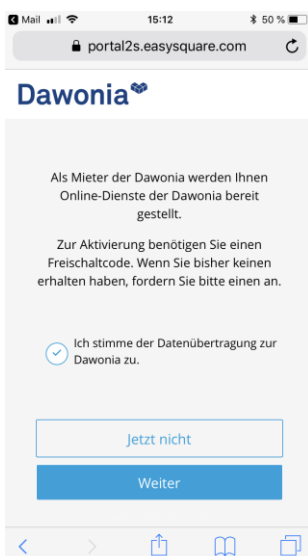 Mail 15:12 50 %
portal2s.easysquare.com
Dawonia
Als Mieter der Dawonia werden Ihnen
Online-Dienste der Dawonia bereit
gestellt.
Zur Aktivierung benötigen Sie einen
Freischaltcode. Wenn Sie bisher keinen
erhalten haben, fordern Sie bitte einen an.
Ich stimme der Datenübertragung zur
Dawonia zu.
Jetzt nicht
Weiter